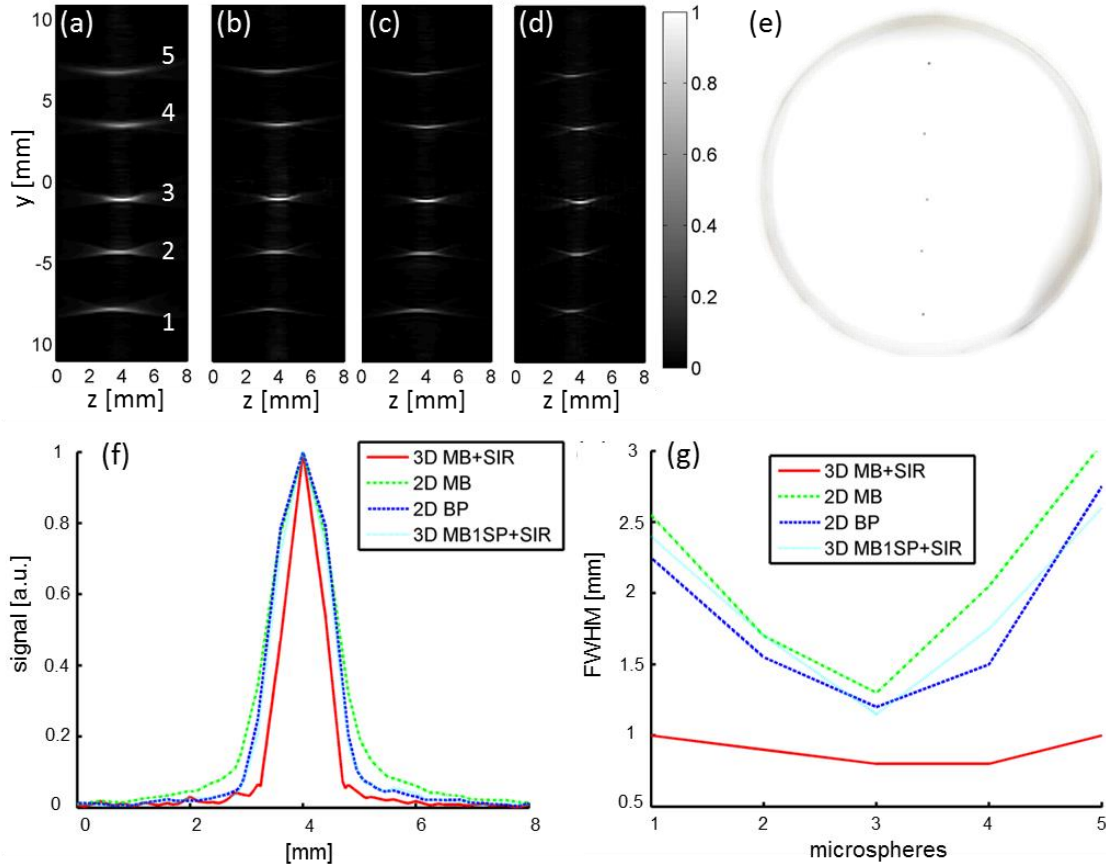 (a) (b) (c) (d) (e)
10
5
0
-5
10
y [mm]
5
4
3
2
1
0 2 4 6 8
z [mm]
0 2 4 6 8
z [mm]
0 2 4 6 8
z [mm]
0 2 4 6 8
z [mm]
1
0.8
0.6
0.4
0.2
0
(f)
3D MB+SIR
2D MB
2D BP
3D MB1SP+SIR
1
0.8
0.6
0.4
0.2
0
signal [a.u.]
0 2 4 6 8
[mm]
(g)
3D MB+SIR
2D MB
2D BP
3D MB1SP+SIR
3
2.5
2
1.5
1
0.5
FWHM [mm]
1 2 3 4 5
microspheres